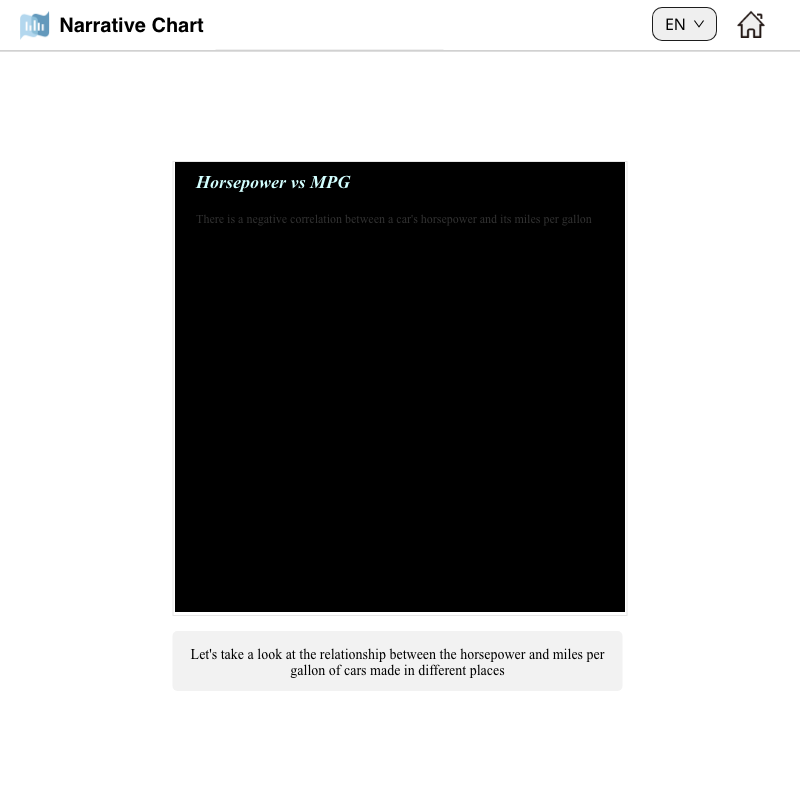 Narrative Chart
EN
Horsepower vs MPG
There is a negative correlation between a car's horsepower and its miles per gallon
Let's take a look at the relationship between the horsepower and miles per
gallon of cars made in different places